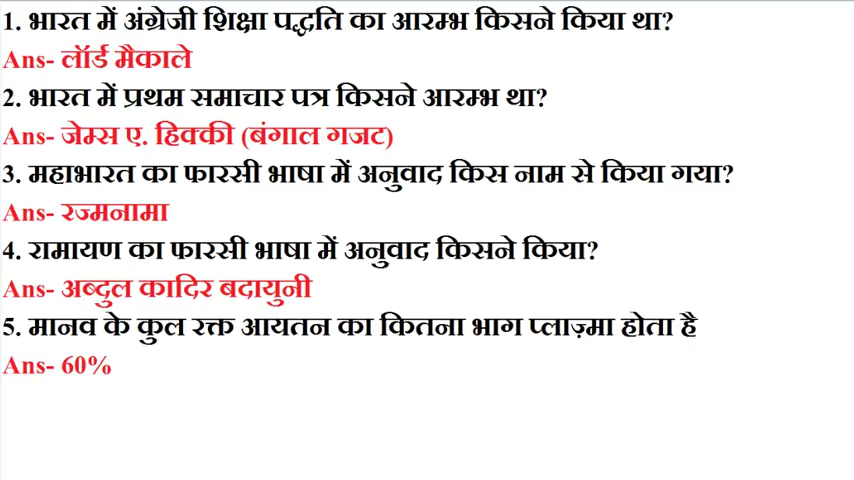 1. भारत में अंग्रेजी शिक्षा पद्धति का आरम्भ किसने किया था?
Ans- लॉर्ड मैकाले
2. भारत में प्रथम समाचार पत्र किसने आरम्भ था?
Ans- जेम्स ए. हिक्की (बंगाल गजट)
3. महाभारत का फारसी भाषा में अनुवाद किस नाम से किया गया?
Ans- रज्मनामा
4. रामायण का फारसी भाषा में अनुवाद किसने किया?
Ans- अब्दुल कादिर बदायुनी
5. मानव के कुल रक्त आयतन का कितना भाग प्लाज़्मा होता है
Ans- 60%